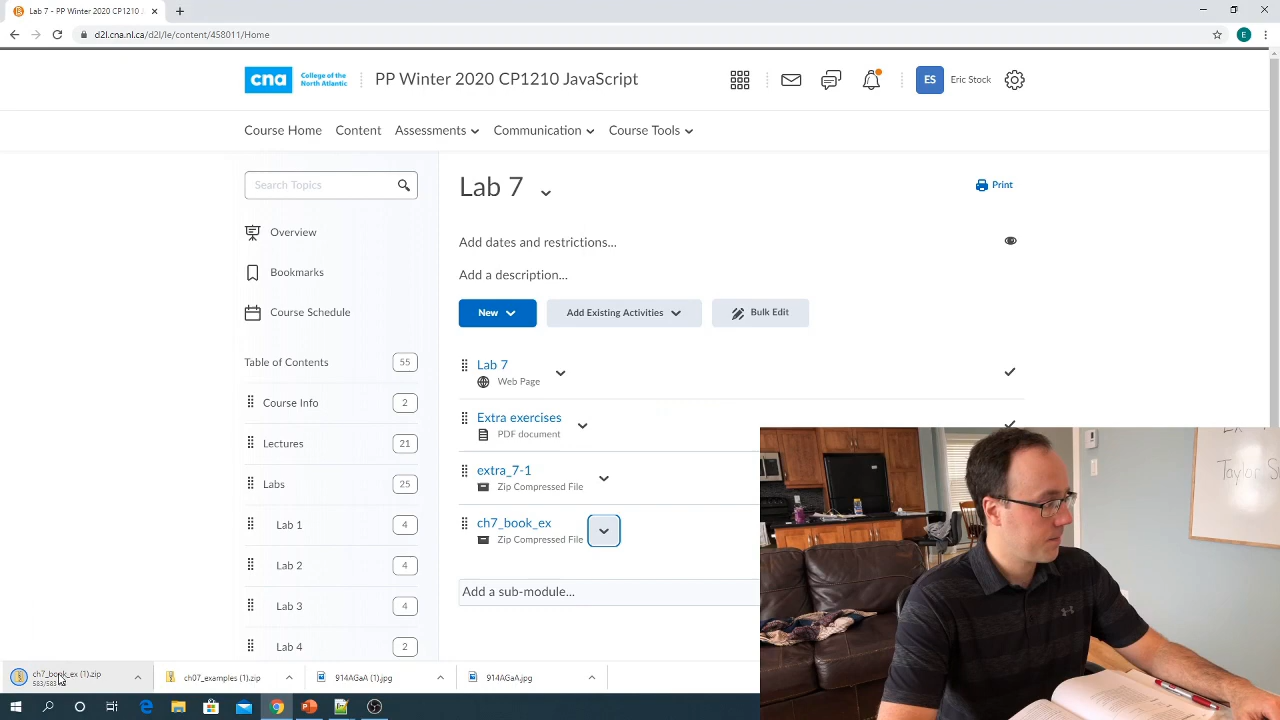 Lab 7 - PP Winter 2020 CP1210 J
d2l.cna.nl.ca/d2l/le/content/458011/Home
E
cna
College of the
North Atlantic
PP Winter 2020 CP1210 JavaScript
ES
Eric Stock
Course Home
Content
Assessments
Communication
Course Tools
Search Topics
Overview
Bookmarks
Course Schedule
Table of Contents
55
Course Info
2
Lectures
21
Labs
25
Lab 1
4
Lab 2
4
Lab 3
4
Lab 4
2
Lab 7
Print
Add dates and restrictions...
Add a description...
New
Add Existing Activities
Bulk Edit
Lab 7
Web Page
Extra exercises
PDF document
extra_7-1
Zip Compressed File
ch7_book_ex
Zip Compressed File
Add a sub-module...
Taylor S
ch7_book_ex (1).zip
ch07_examples (1).zip
914AGaA (1).jpg
914AGaA.jpg